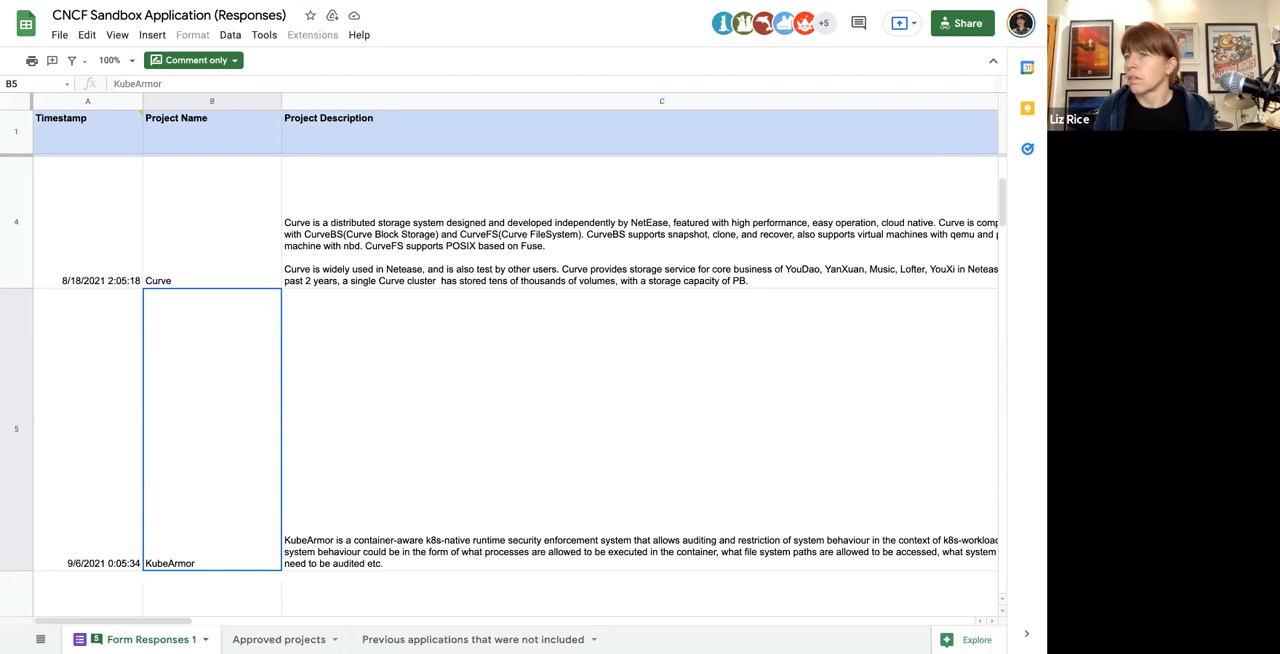 CNCF Sandbox Application (Responses)
File Edit View Insert Format Data Tools Extensions Help
+5
Share
100%
Comment only
B5
fx
KubeArmor
A B C
1
Timestamp
Project Name
Project Description
4
Curve is a distributed storage system designed and developed independently by NetEase, featured with high performance, easy operation, cloud native. Curve is comp
with CurveBS(Curve Block Storage) and CurveFS(Curve FileSystem). CurveBS supports snapshot, clone, and recover, also supports virtual machines with qemu and p
machine with nbd. CurveFS supports POSIX based on Fuse.
Curve is widely used in Netease, and is also test by other users. Curve provides storage service for core business of YouDao, YanXuan, Music, Lofter, YouXi in Neteas
past 2 years, a single Curve cluster has stored tens of thousands of volumes, with a storage capacity of PB.
8/18/2021 2:05:18 Curve
5
KubeArmor is a container-aware k8s-native runtime security enforcement system that allows auditing and restriction of system behaviour in the context of k8s-workload
system behaviour could be in the form of what processes are allowed to be executed in the container, what file system paths are allowed to be accessed, what system
need to be audited etc.
9/6/2021 0:05:34 KubeArmor
5 Form Responses 1
Approved projects
Previous applications that were not included
Explore
31
Liz Rice